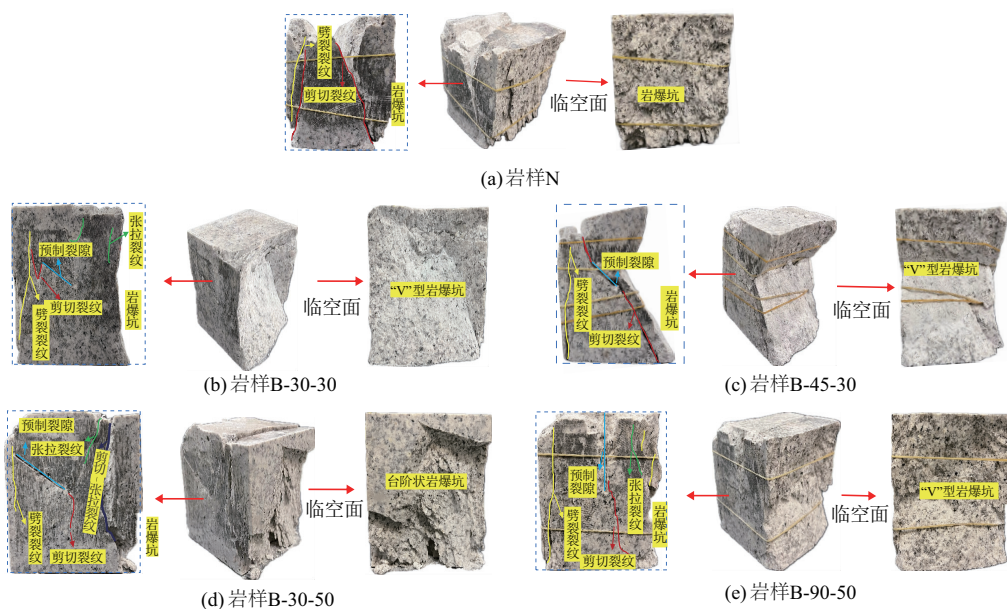 劈裂裂纹
剪切裂纹
岩爆坑
临空面
岩爆坑
(a) 岩样N
张拉裂纹
预制裂隙
剪切裂纹
劈裂裂纹
岩爆坑
临空面
“V”型岩爆坑
(b) 岩样B-30-30
预制裂隙
劈裂裂纹
剪切裂纹
岩爆坑
临空面
“V”型岩爆坑
(c) 岩样B-45-30
预制裂隙
张拉裂纹
剪切—张拉裂纹
劈裂裂纹
剪切裂纹
岩爆坑
临空面
台阶状岩爆坑
(d) 岩样B-30-50
预制裂隙
张拉裂纹
劈裂裂纹
剪切裂纹
岩爆坑
临空面
“V”型岩爆坑
(e) 岩样B-90-50